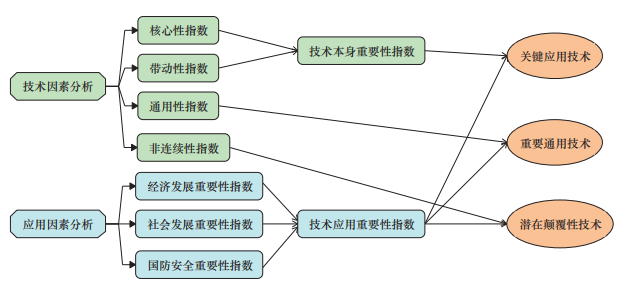 核心性指数
技术本身重要性指数
关键应用技术
带动性指数
技术因素分析
通用性指数
重要通用技术
非连续性指数
经济发展重要性指数
应用因素分析
社会发展重要性指数
技术应用重要性指数
潜在颠覆性技术
国防安全重要性指数